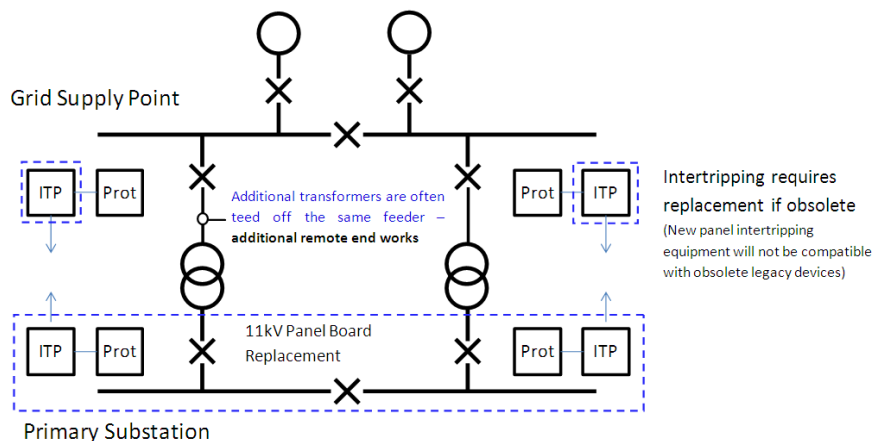 Grid Supply Point
ITP
Prot
Additional transformers are often
teed off the same feeder –
additional remote end works
Prot
ITP
Intertripping requires
replacement if obsolete
(New panel intertripping
equipment will not be compatible
with obsolete legacy devices)
ITP
Prot
11kV Panel Board
Replacement
Prot
ITP
Primary Substation